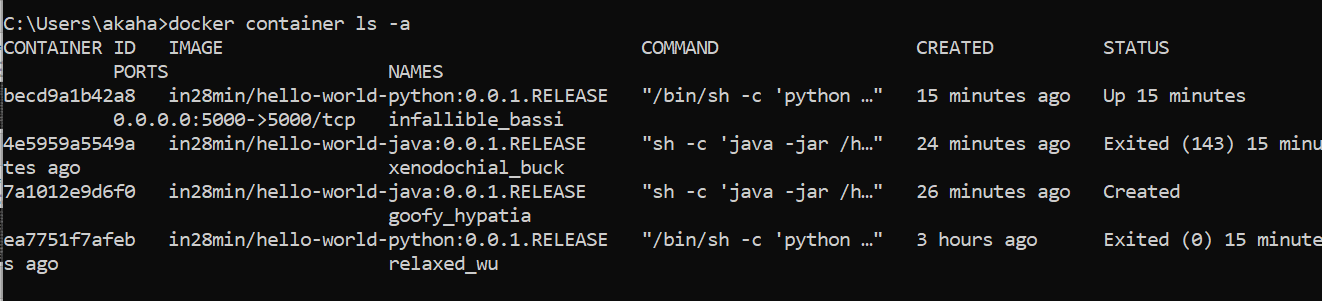 C:\Users\akaha>docker container ls -a
CONTAINER ID   IMAGE                                   COMMAND                  CREATED          STATUS
         PORTS                    NAMES
becd9a1b42a8   in28min/hello-world-python:0.0.1.RELEASE   "/bin/sh -c 'python …"   15 minutes ago   Up 15 minutes
         0.0.0.0:5000->5000/tcp   infallible_bassi
4e5959a5549a   in28min/hello-world-java:0.0.1.RELEASE     "sh -c 'java -jar /h…"   24 minutes ago   Exited (143) 15 minu
tes ago                           xenodochial_buck
7a1012e9d6f0   in28min/hello-world-java:0.0.1.RELEASE     "sh -c 'java -jar /h…"   26 minutes ago   Created
                                  goofy_hypatia
ea7751f7afeb   in28min/hello-world-python:0.0.1.RELEASE   "/bin/sh -c 'python …"   3 hours ago      Exited (0) 15 minute
s ago                             relaxed_wu